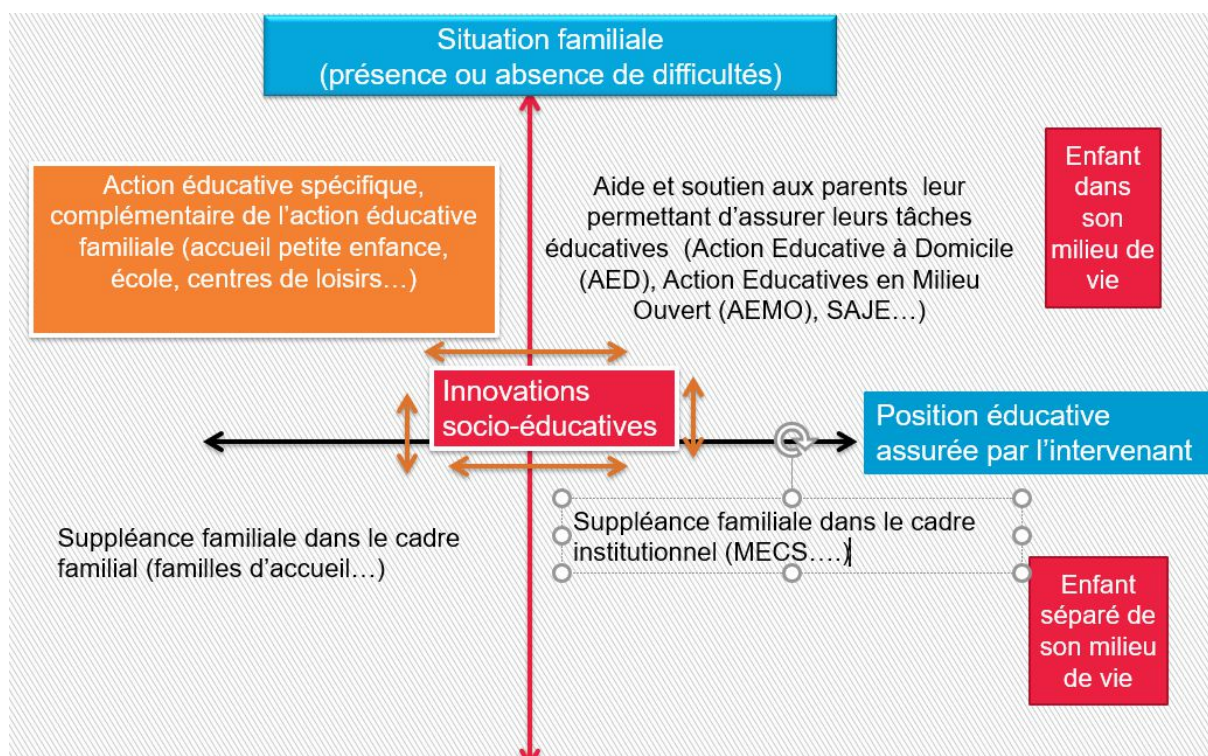 Situation familiale
(présence ou absence de difficultés)
Action éducative spécifique,
complémentaire de l'action éducative
familiale (accueil petite enfance,
école, centres de loisirs…)
Aide et soutien aux parents  leur
permettant d'assurer leurs tâches
éducatives  (Action Educative à Domicile
(AED), Action Educatives en Milieu
Ouvert (AEMO), SAJE…)
Enfant
dans
son
milieu de
vie
Innovations
socio-éducatives
Position éducative
assurée par l'intervenant
Suppléance familiale dans le cadre
familial (familles d'accueil…)
Suppléance familiale dans le cadre
institutionnel (MECS….)
Enfant
séparé de
son milieu
de vie